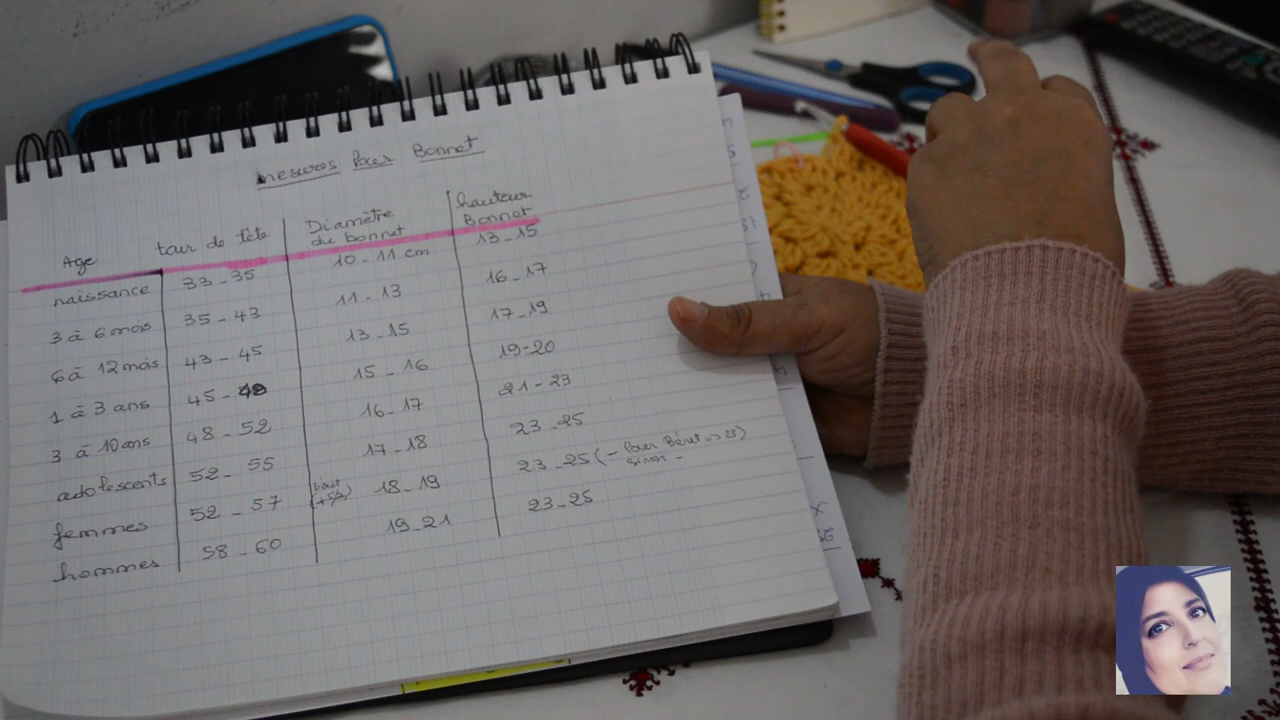 mesures Pour Bonnet
Age | tour de tête | Diamètre du bonnet | hauteur Bonnet
naissance | 33 - 35 | 10 - 11 cm | 13 - 15
3 à 6 mois | 35 - 43 | 11 - 13 | 16 - 17
6 à 12 mois | 43 - 45 | 13 - 15 | 17 - 19
1 à 3 ans | 45 - 48 | 15 - 16 | 19 - 20
3 à 10 ans | 48 - 52 | 16 - 17 | 21 - 23
adolescents | 52 - 55 | 17 - 18 | 23 - 25
femmes | 52 - 57 | 18 - 19 | 23 - 25 (- Pour Béret => 23)
sinon -
hommes | 58 - 60 | 19 - 21 | 23 - 25